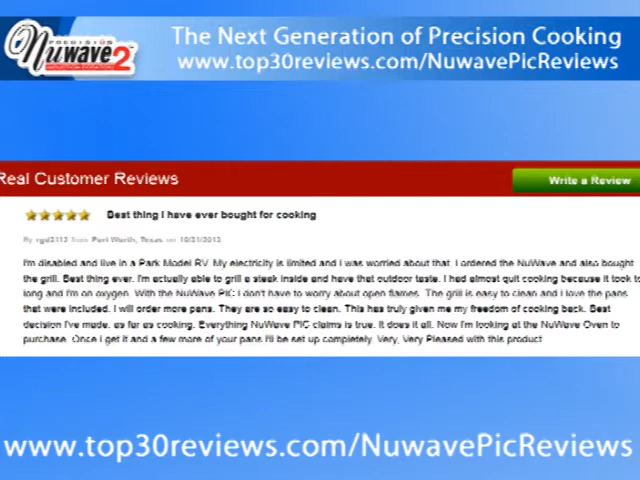 PRECISION
Nuwave2
INDUCTION COOKTOP
The Next Generation of Precision Cooking
www.top30reviews.com/NuwavePicReviews
Real Customer Reviews
Write a Review
Best thing I have ever bought for cooking
By rgd3112 from Fort Worth, Texas on 10/31/2013
I'm disabled and live in a Park Model RV. My electricity is limited and I was worried about that. I ordered the NuWave and also bought
the grill. Best thing ever. I'm actually able to grill a steak inside and have that outdoor taste. I had almost quit cooking because it took to
long and I'm on oxygen. With the NuWave PIC I don't have to worry about open flames. The grill is easy to clean and I love the pans
that were included. I will order more pans. They are so easy to clean. This has truly given me my freedom of cooking back. Best
decision I've made, as far as cooking. Everything NuWave PIC claims is true. It does it all. Now I'm looking at the NuWave Oven to
purchase. Once I get it and a few more of your pans I'll be set up completely. Very, Very Pleased with this product
www.top30reviews.com/NuwavePicReviews